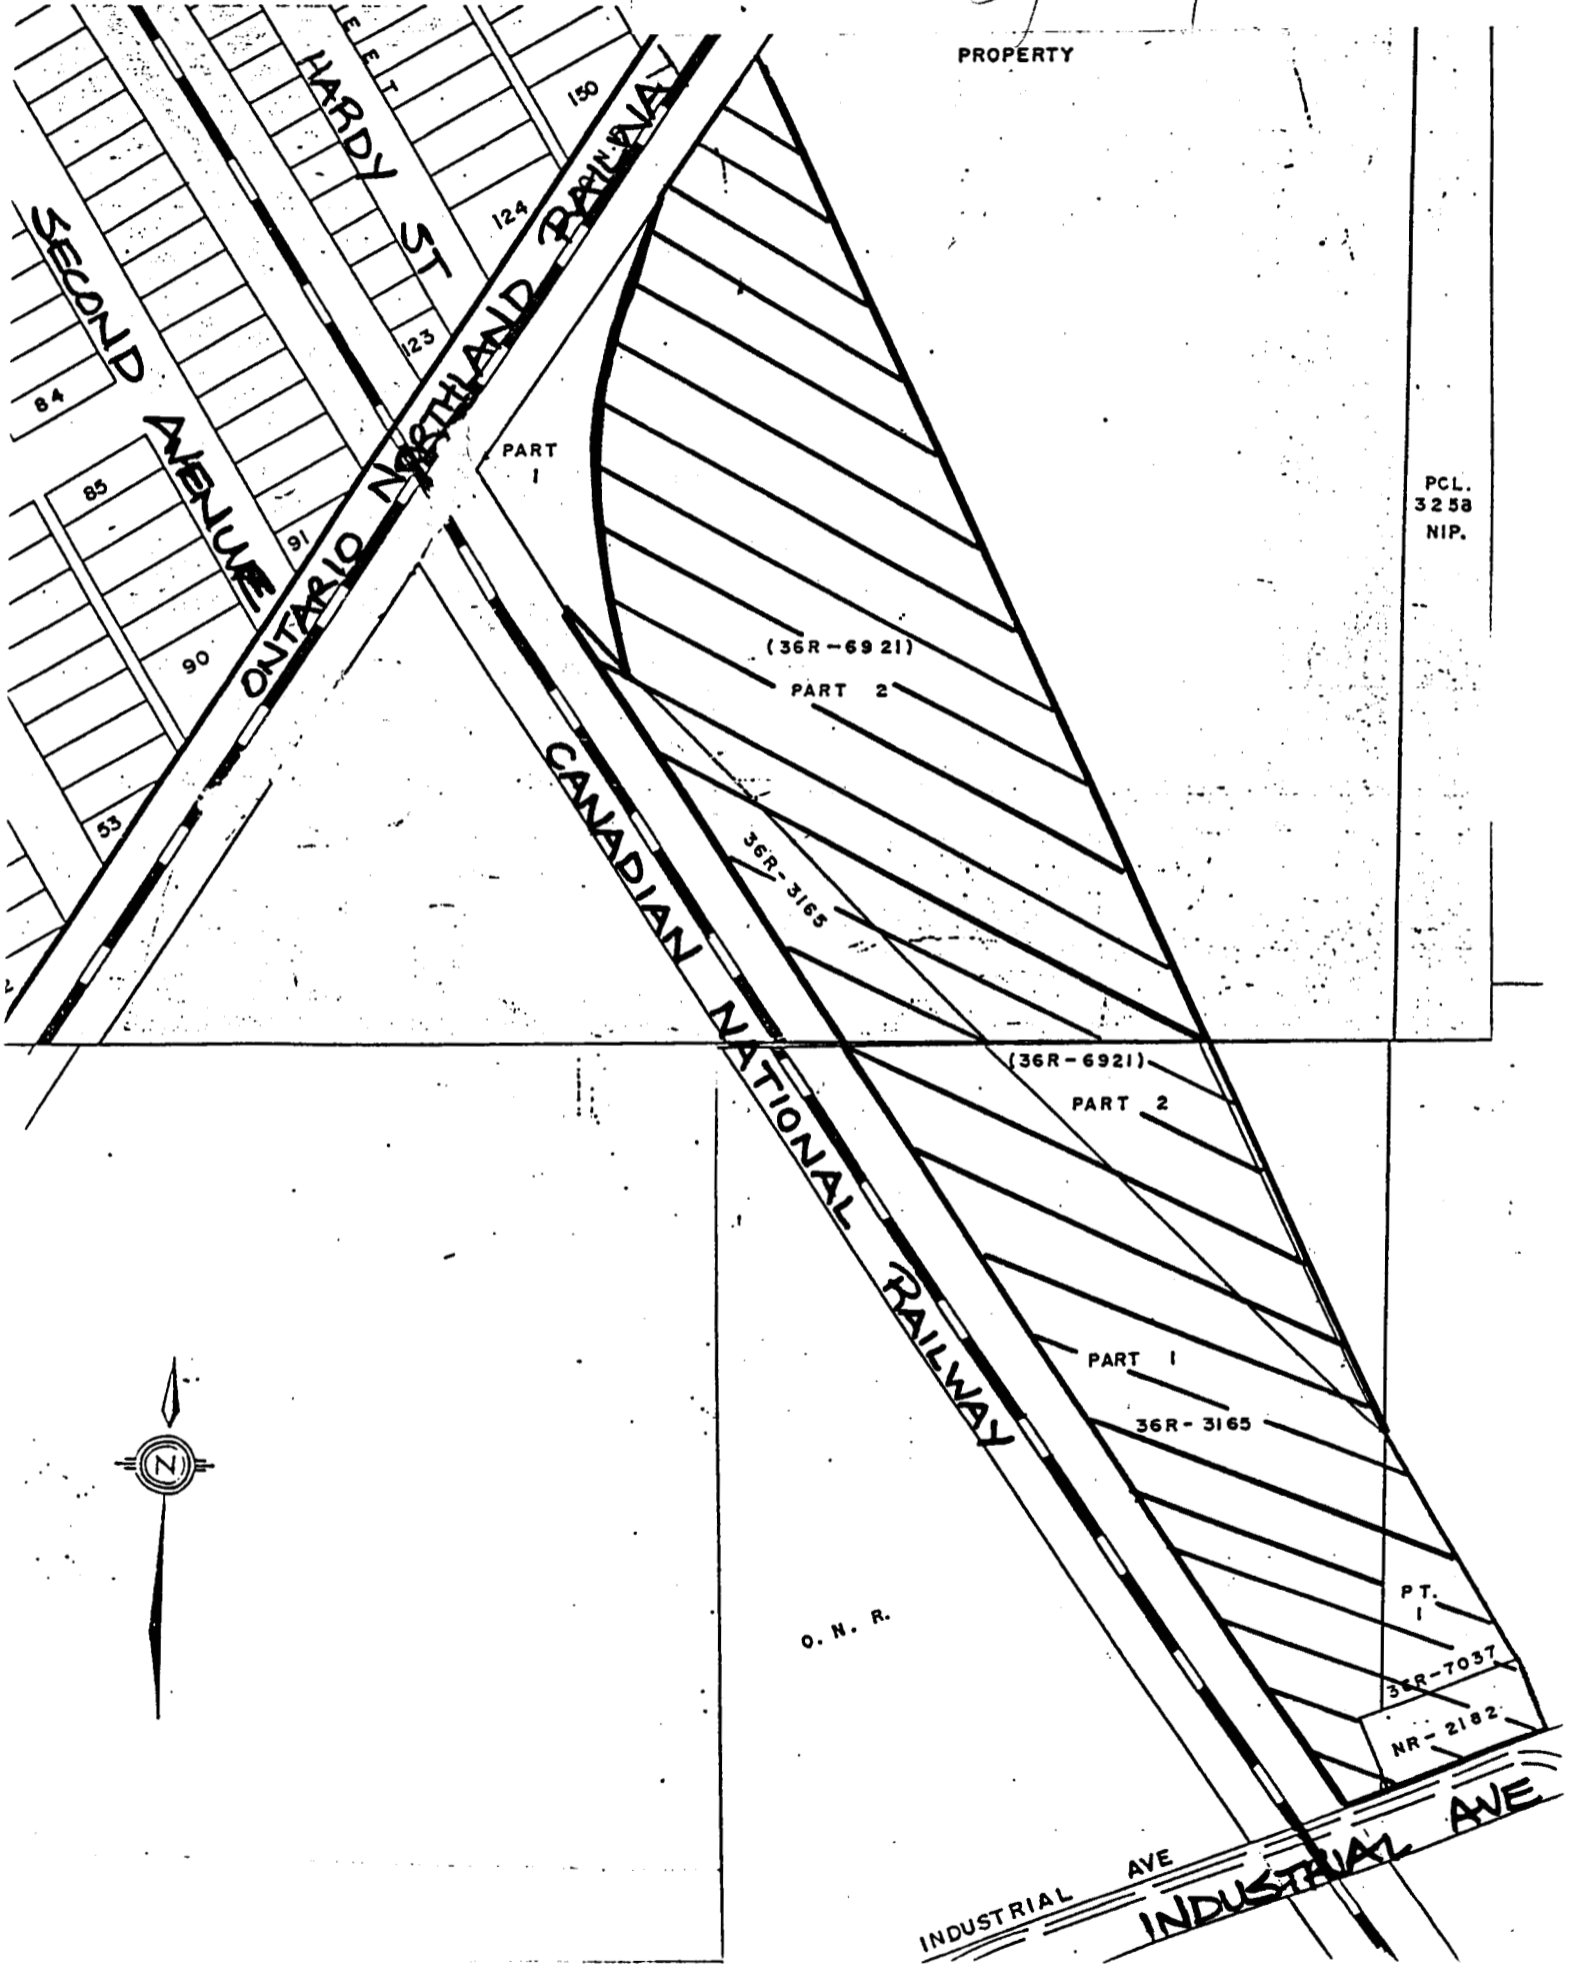 PROPERTY
EET
HARDY ST
150
124
123
SECOND AVENUE
84
85
91
90
53
ONTARIO NORTHLAND RAILWAY
PART
1
PCL.
3258
NIP.
(36R-6921)
PART 2
CANADIAN NATIONAL RAILWAY
36R-3165
(36R-6921)
PART 2
PART 1
36R-3165
N
O. N. R.
PT.
1
36R-7037
NR-2182
INDUSTRIAL AVE
INDUSTRIAL AVE